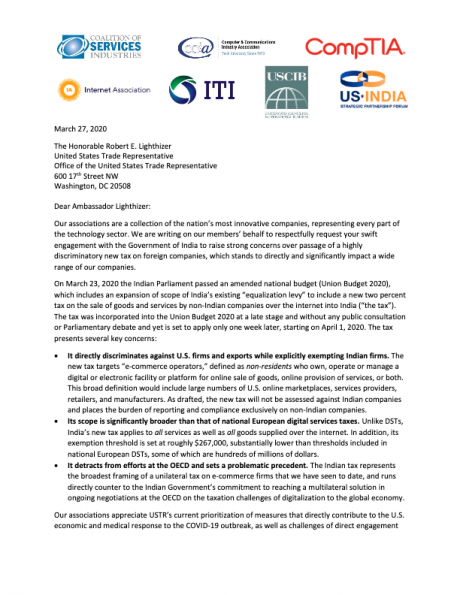 COALITION OF
SERVICES
INDUSTRIES
ccia
Computer & Communications
Industry Association
CompTIA.
Internet Association
ITI
USCIB
US·INDIA
STRATEGIC PARTNERSHIP FORUM
March 27, 2020
The Honorable Robert E. Lighthizer
United States Trade Representative
Office of the United States Trade Representative
600 17th Street NW
Washington, DC 20508
Dear Ambassador Lighthizer:
Our associations are a collection of the nation's most innovative companies, representing every part of
the technology sector. We are writing on our members' behalf to respectfully request your swift
engagement with the Government of India to raise strong concerns over passage of a highly
discriminatory new tax on foreign companies, which stands to directly and significantly impact a wide
range of our companies.
On March 23, 2020 the Indian Parliament passed an amended national budget (Union Budget 2020),
which includes an expansion of scope of India's existing "equalization levy" to include a new two percent
tax on the sale of goods and services by non-Indian companies over the internet into India ("the tax").
The tax was incorporated into the Union Budget 2020 at a late stage and without any public consultation
or Parliamentary debate and yet is set to apply only one week later, starting on April 1, 2020. The tax
presents several key concerns:
• It directly discriminates against U.S. firms and exports while explicitly exempting Indian firms. The
new tax targets "e-commerce operators," defined as non-residents who own, operate or manage a
digital or electronic facility or platform for online sale of goods, online provision of services, or both.
This broad definition would include large numbers of U.S. online marketplaces, services providers,
retailers, and manufacturers. As drafted, the new tax will not be assessed against Indian companies
and places the burden of reporting and compliance exclusively on non-Indian companies.
• Its scope is significantly broader than that of national European digital services taxes. Unlike DSTs,
India's new tax applies to all services as well as all goods supplied over the internet. In addition, its
exemption threshold is set at roughly $267,000, substantially lower than thresholds included in
national European DSTs, some of which are hundreds of millions of dollars.
• It detracts from efforts at the OECD and sets a problematic precedent. The Indian tax represents
the broadest framing of a unilateral tax on e-commerce firms that we have seen to date, and runs
directly counter to the Indian Government's commitment to reaching a multilateral solution in
ongoing negotiations at the OECD on the taxation challenges of digitalization to the global economy.
Our associations appreciate USTR's current prioritization of measures that directly contribute to the U.S.
economic and medical response to the COVID-19 outbreak, as well as challenges of direct engagement